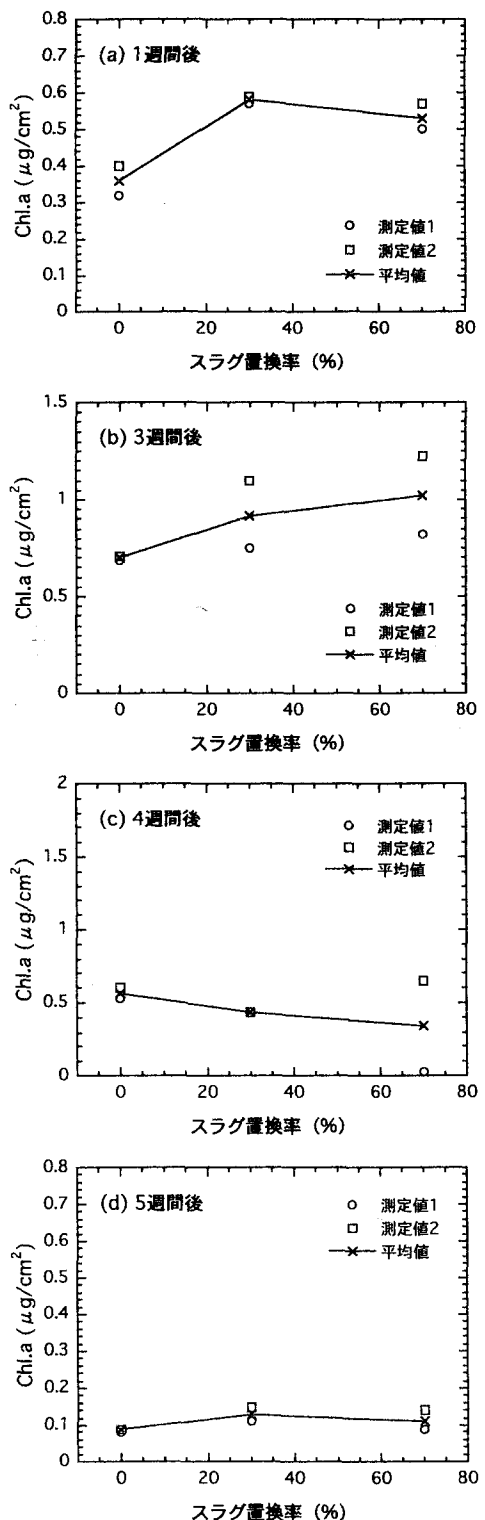 (a) 1週間後
Chl.a (μg/cm²)
0.8
0.7
0.6
0.5
0.4
0.3
0.2
0.1
0
測定値1
測定値2
平均値
0 20 40 60 80
スラグ置換率 (%)
(b) 3週間後
Chl.a (μg/cm²)
1.5
1
0.5
0
測定値1
測定値2
平均値
0 20 40 60 80
スラグ置換率 (%)
(c) 4週間後
Chl.a (μg/cm²)
2
1.5
1
0.5
0
測定値1
測定値2
平均値
0 20 40 60 80
スラグ置換率 (%)
(d) 5週間後
Chl.a (μg/cm²)
0.8
0.7
0.6
0.5
0.4
0.3
0.2
0.1
0
測定値1
測定値2
平均値
0 20 40 60 80
スラグ置換率 (%)